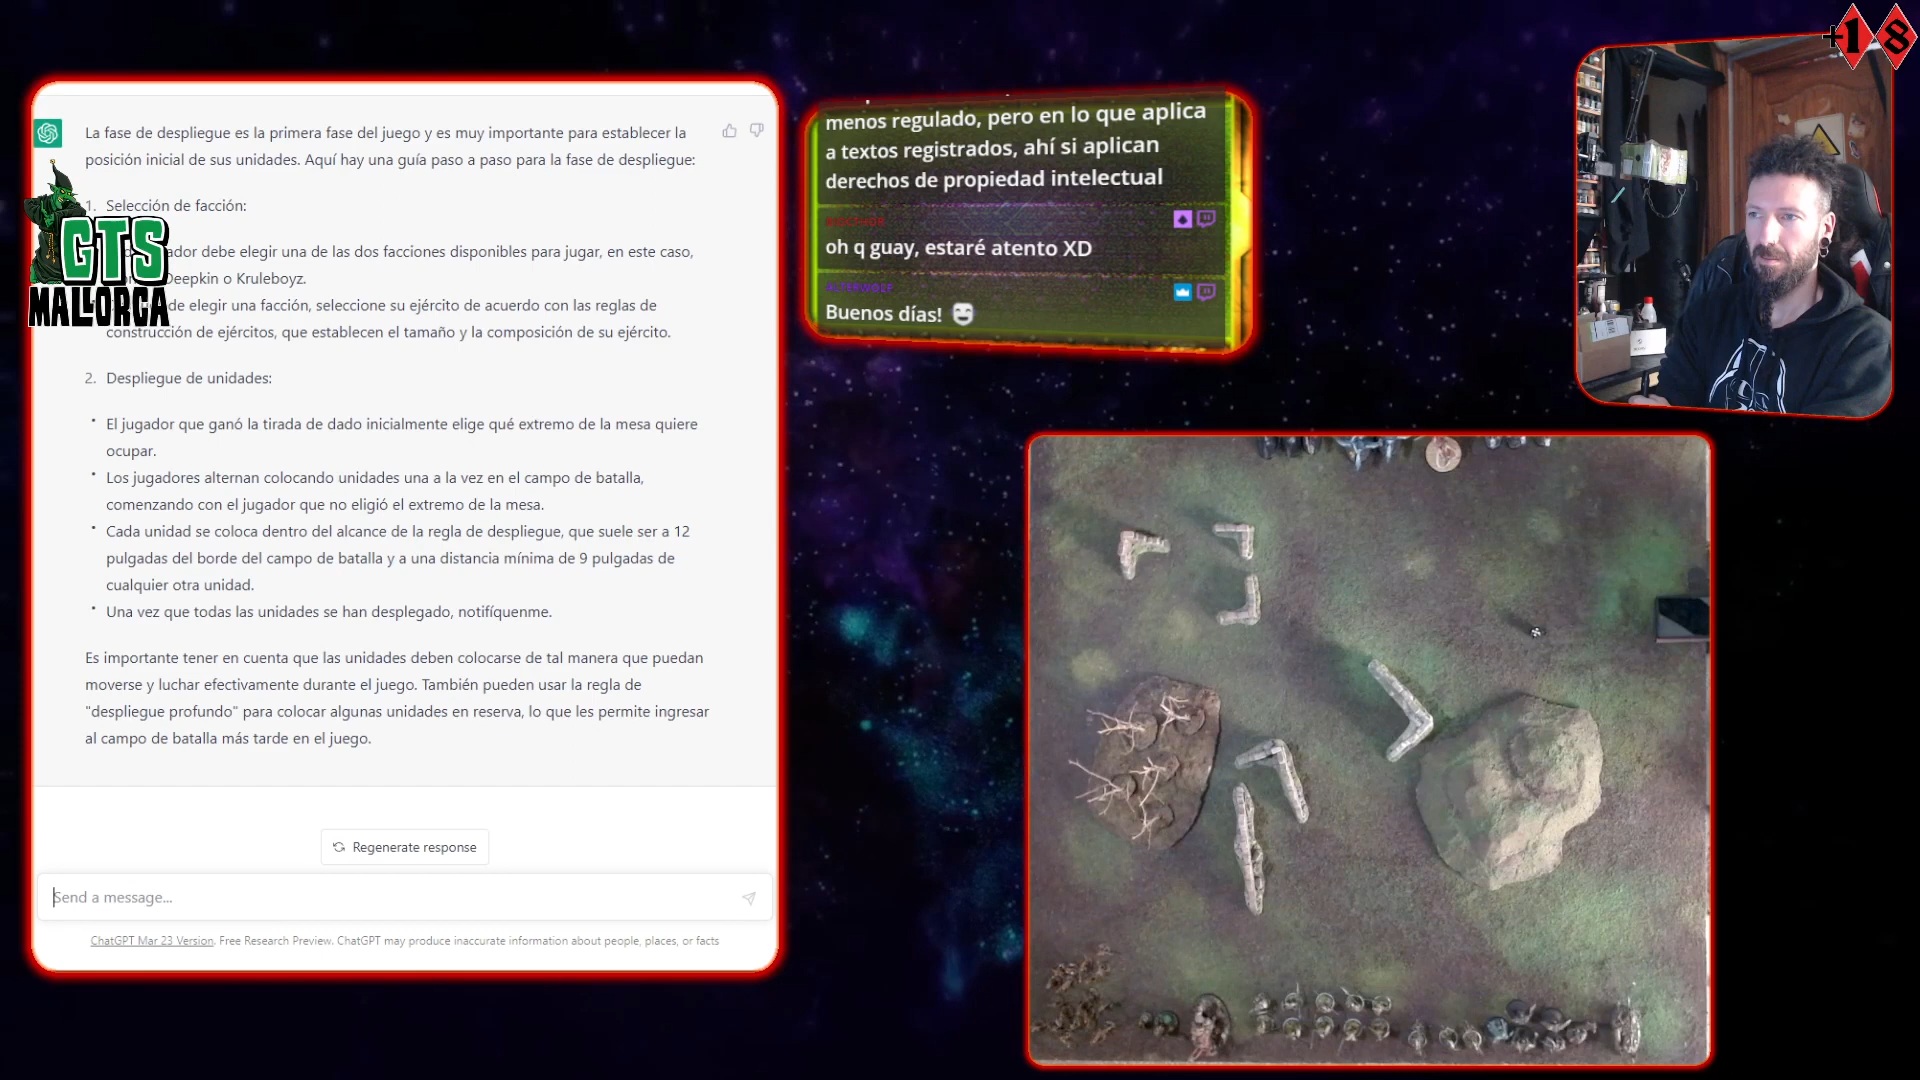 La fase de despliegue es la primera fase del juego y es muy importante para establecer la
posición inicial de sus unidades. Aquí hay una guía paso a paso para la fase de despliegue:
1. Selección de facción:
ador debe elegir una de las dos facciones disponibles para jugar, en este caso,
Deepkin o Kruleboyz.
de elegir una facción, seleccione su ejército de acuerdo con las reglas de
construcción de ejércitos, que establecen el tamaño y la composición de su ejército.
GTS
MALLORCA
2. Despliegue de unidades:
• El jugador que ganó la tirada de dado inicialmente elige qué extremo de la mesa quiere
ocupar.
• Los jugadores alternan colocando unidades una a la vez en el campo de batalla,
comenzando con el jugador que no eligió el extremo de la mesa.
• Cada unidad se coloca dentro del alcance de la regla de despliegue, que suele ser a 12
pulgadas del borde del campo de batalla y a una distancia mínima de 9 pulgadas de
cualquier otra unidad.
• Una vez que todas las unidades se han desplegado, notifíquenme.
Es importante tener en cuenta que las unidades deben colocarse de tal manera que puedan
moverse y luchar efectivamente durante el juego. También pueden usar la regla de
"despliegue profundo" para colocar algunas unidades en reserva, lo que les permite ingresar
al campo de batalla más tarde en el juego.
Regenerate response
Send a message...
ChatGPT Mar 23 Version. Free Research Preview. ChatGPT may produce inaccurate information about people, places, or facts
menos regulado, pero en lo que aplica
a textos registrados, ahí si aplican
derechos de propiedad intelectual
oh q guay, estaré atento XD
Buenos días!
+18